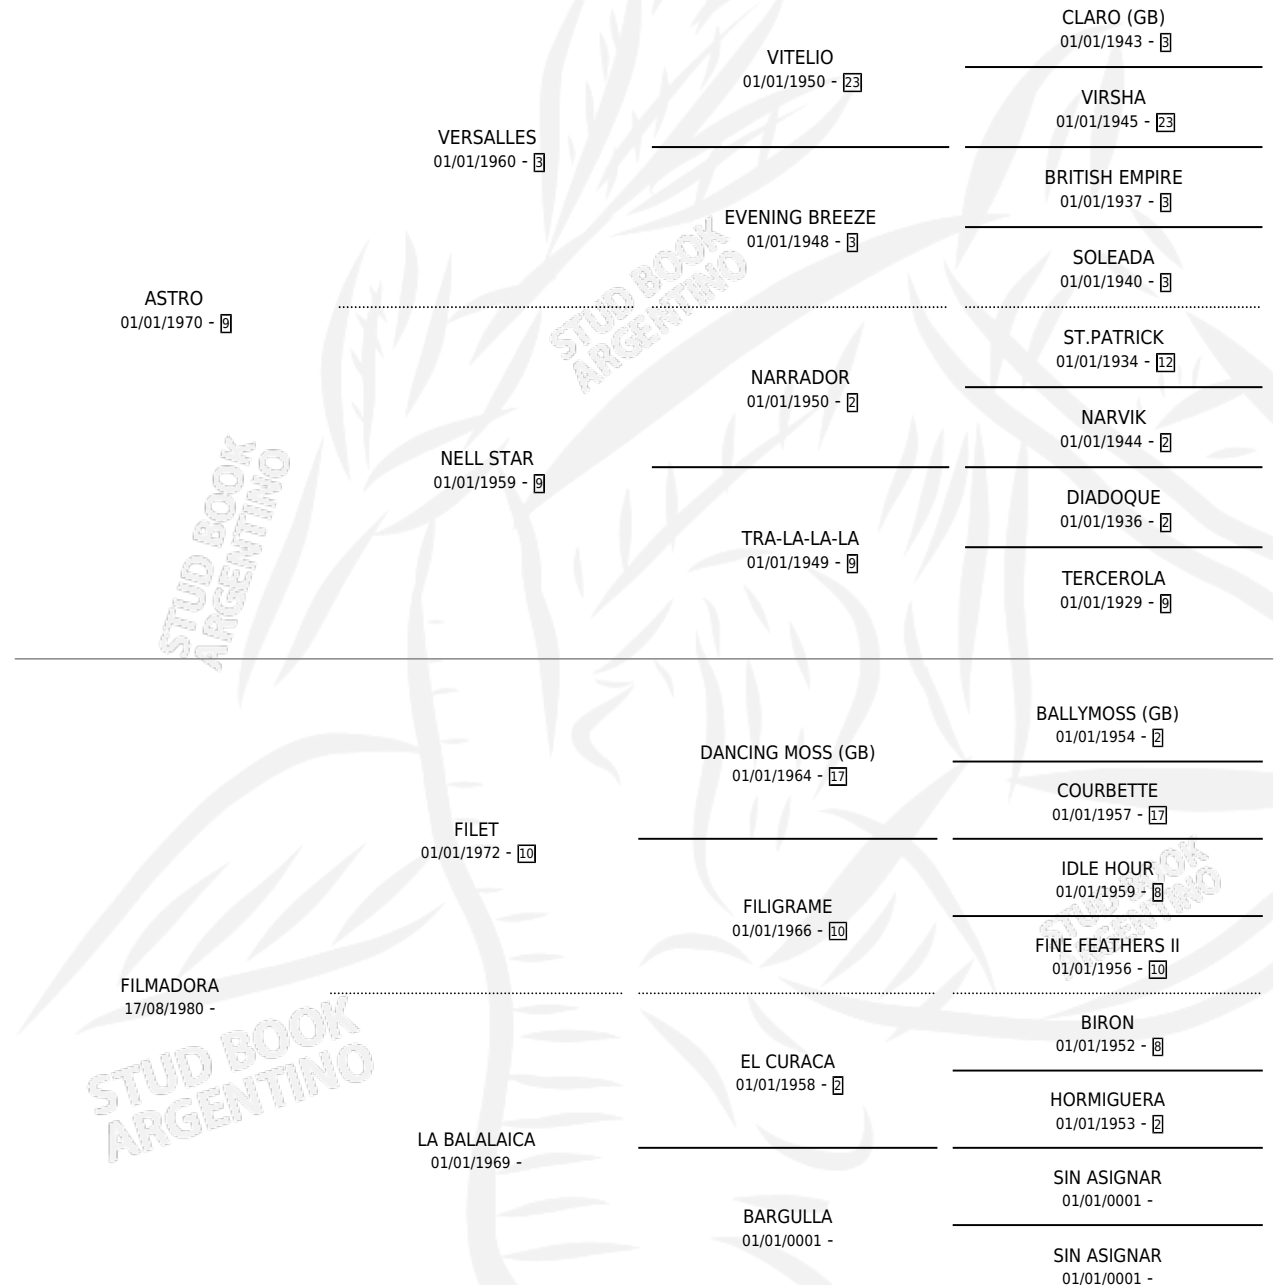 CLARO (GB)
01/01/1943 - 3
VITELIO
01/01/1950 - 23
VIRSHA
01/01/1945 - 23
VERSALLES
01/01/1960 - 3
BRITISH EMPIRE
01/01/1937 - 3
EVENING BREEZE
01/01/1948 - 3
SOLEADA
01/01/1940 - 3
ASTRO
01/01/1970 - 9
ST.PATRICK
01/01/1934 - 12
NARRADOR
01/01/1950 - 2
NARVIK
01/01/1944 - 2
NELL STAR
01/01/1959 - 9
DIADOQUE
01/01/1936 - 2
TRA-LA-LA-LA
01/01/1949 - 9
TERCEROLA
01/01/1929 - 9
BALLYMOSS (GB)
01/01/1954 - 2
DANCING MOSS (GB)
01/01/1964 - 17
COURBETTE
01/01/1957 - 17
FILET
01/01/1972 - 10
IDLE HOUR
01/01/1959 - 8
FILIGRAME
01/01/1966 - 10
FINE FEATHERS II
01/01/1956 - 10
FILMADORA
17/08/1980 -
BIRON
01/01/1952 - 8
EL CURACA
01/01/1958 - 2
HORMIGUERA
01/01/1953 - 2
LA BALALAICA
01/01/1969 -
SIN ASIGNAR
01/01/0001 -
BARGULLA
01/01/0001 -
SIN ASIGNAR
01/01/0001 -
STUD BOOK
ARGENTINO
STUD BOOK
ARGENTINO
STUD BOOK
ARGENTINO
STUD BOOK
ARGENTINO